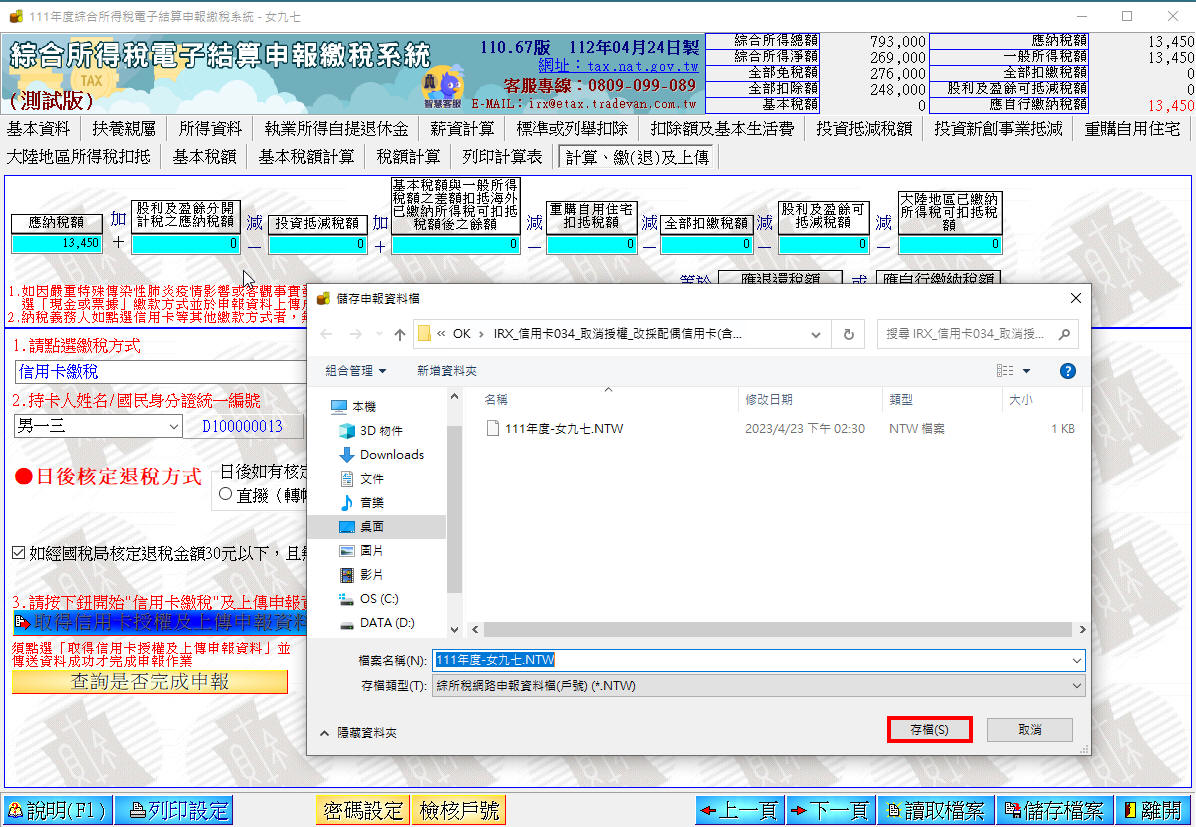 111年度綜合所得稅電子結算申報繳稅系統 - 女九七
綜合所得稅電子結算申報繳稅系統
TAX
(測試版)
110.67版 112年04月24日製
網址：tax.nat.gov.tw
客服專線：0809-099-089
E-MAIL：irx@etax.tradevan.com.tw
智慧客服
綜合所得總額 793,000 應納稅額 13,450
綜合所得淨額 269,000 一般所得稅額 13,450
全部免稅額 276,000 全部扣繳稅額 0
全部扣除額 248,000 股利及盈餘可抵減稅額 0
基本稅額 0 應自行繳納稅額 13,450
基本資料 扶養親屬 所得資料 執業所得自提退休金 薪資計算 標準或列舉扣除 扣除額及基本生活費 投資抵減稅額 投資新創事業抵減 重購自用住宅
大陸地區所得稅扣抵 基本稅額 基本稅額計算 稅額計算 列印計算表 計算、繳(退)及上傳
應納稅額
13,450
加
+
股利及盈餘分開
計稅之應納稅額
0
減
—
投資抵減稅額
0
加
+
基本稅額與一般所得
稅額之差額扣抵海外
已繳納所得稅可扣抵
稅額後之餘額
0
減
—
重購自用住宅
扣抵稅額
0
減
—
全部扣繳稅額
0
減
—
股利及盈餘可
抵減稅額
0
減
—
大陸地區已繳納
所得稅可扣抵稅
額
0
等於 應退還稅額 或 應自行繳納稅額
1.如因嚴重特殊傳染性肺炎疫情影響或客觀事實
選「現金或票據」繳款方式並於申報資料上傳
2.納稅義務人如點選信用卡等其他繳款方式者，
1.請點選繳稅方式
信用卡繳稅
2.持卡人姓名/國民身分證統一編號
男一三 D100000013
●日後核定退稅方式
日後如有核定
直撥（轉帳
如經國稅局核定退稅金額30元以下，且
3.請按下鈕開始"信用卡繳稅"及上傳申報資
取得信用卡授權及上傳申報資料
須點選「取得信用卡授權及上傳申報資料」並
傳送資料成功才完成申報作業
查詢是否完成申報
儲存申報資料檔
« OK › IRX_信用卡034_取消授權_改採配偶信用卡(含...
搜尋 IRX_信用卡034_取消授...
組合管理 新增資料夾
本機
3D 物件
Downloads
文件
音樂
桌面
圖片
影片
OS (C:)
DATA (D:)
名稱 修改日期 類型 大小
111年度-女九七.NTW 2023/4/23 下午 02:30 NTW 檔案 1 KB
檔案名稱(N): 111年度-女九七.NTW
存檔類型(T): 綜所稅網路申報資料檔(戶號) (*.NTW)
隱藏資料夾
存檔(S) 取消
說明(F1) 列印設定 密碼設定 檢核戶號 上一頁 下一頁 讀取檔案 儲存檔案 離開